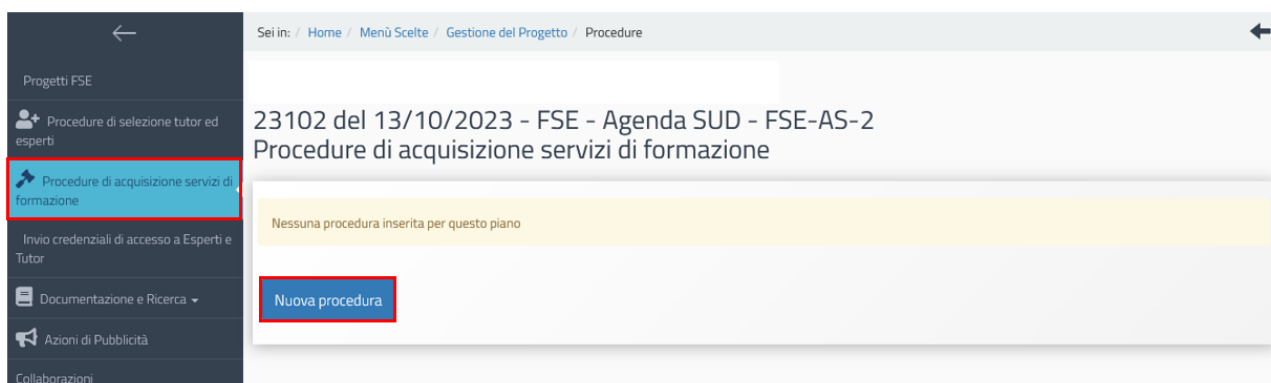 Sei in: / Home / Menù Scelte / Gestione del Progetto / Procedure
Progetti FSE
Procedure di selezione tutor ed
esperti
Procedure di acquisizione servizi di
formazione
Invio credenziali di accesso a Esperti e
Tutor
Documentazione e Ricerca
Azioni di Pubblicità
Collaborazioni
23102 del 13/10/2023 - FSE - Agenda SUD - FSE-AS-2
Procedure di acquisizione servizi di formazione
Nessuna procedura inserita per questo piano
Nuova procedura